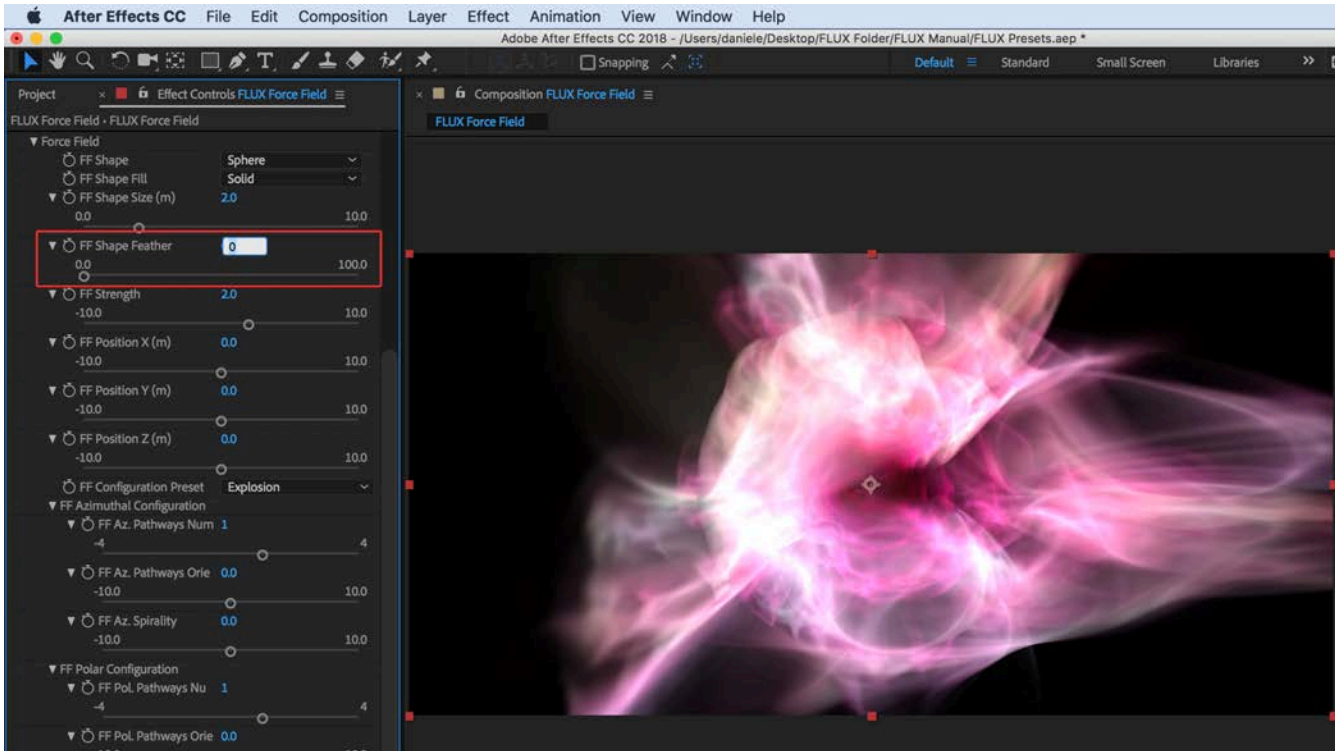 After Effects CC File Edit Composition Layer Effect Animation View Window Help
Adobe After Effects CC 2018 - /Users/daniele/Desktop/FLUX Folder/FLUX Manual/FLUX Presets.aep *
Snapping Default Standard Small Screen Libraries »
Project × Effect Controls FLUX Force Field × Composition FLUX Force Field
FLUX Force Field • FLUX Force Field
FLUX Force Field
Force Field
FF Shape Sphere
FF Shape Fill Solid
FF Shape Size (m) 2.0
0.0 10.0
FF Shape Feather 0
0.0 100.0
FF Strength 2.0
-10.0 10.0
FF Position X (m) 0.0
-10.0 10.0
FF Position Y (m) 0.0
-10.0 10.0
FF Position Z (m) 0.0
-10.0 10.0
FF Configuration Preset Explosion
FF Azimuthal Configuration
FF Az. Pathways Num 1
-4 4
FF Az. Pathways Orie 0.0
-10.0 10.0
FF Az. Spirality 0.0
-10.0 10.0
FF Polar Configuration
FF Pol. Pathways Nu 1
-4 4
FF Pol. Pathways Orie 0.0